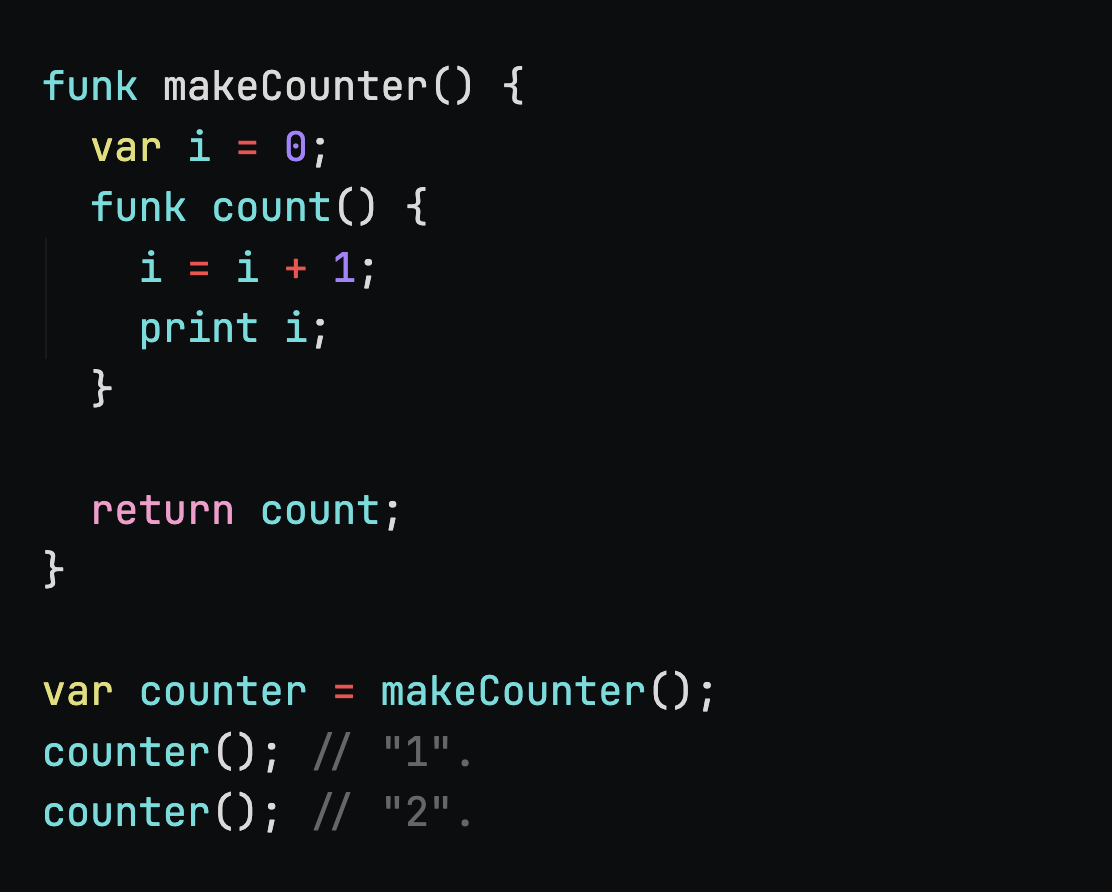 funk makeCounter() {
  var i = 0;
  funk count() {
    i = i + 1;
    print i;
  }

  return count;
}

var counter = makeCounter();
counter(); // "1".
counter(); // "2".